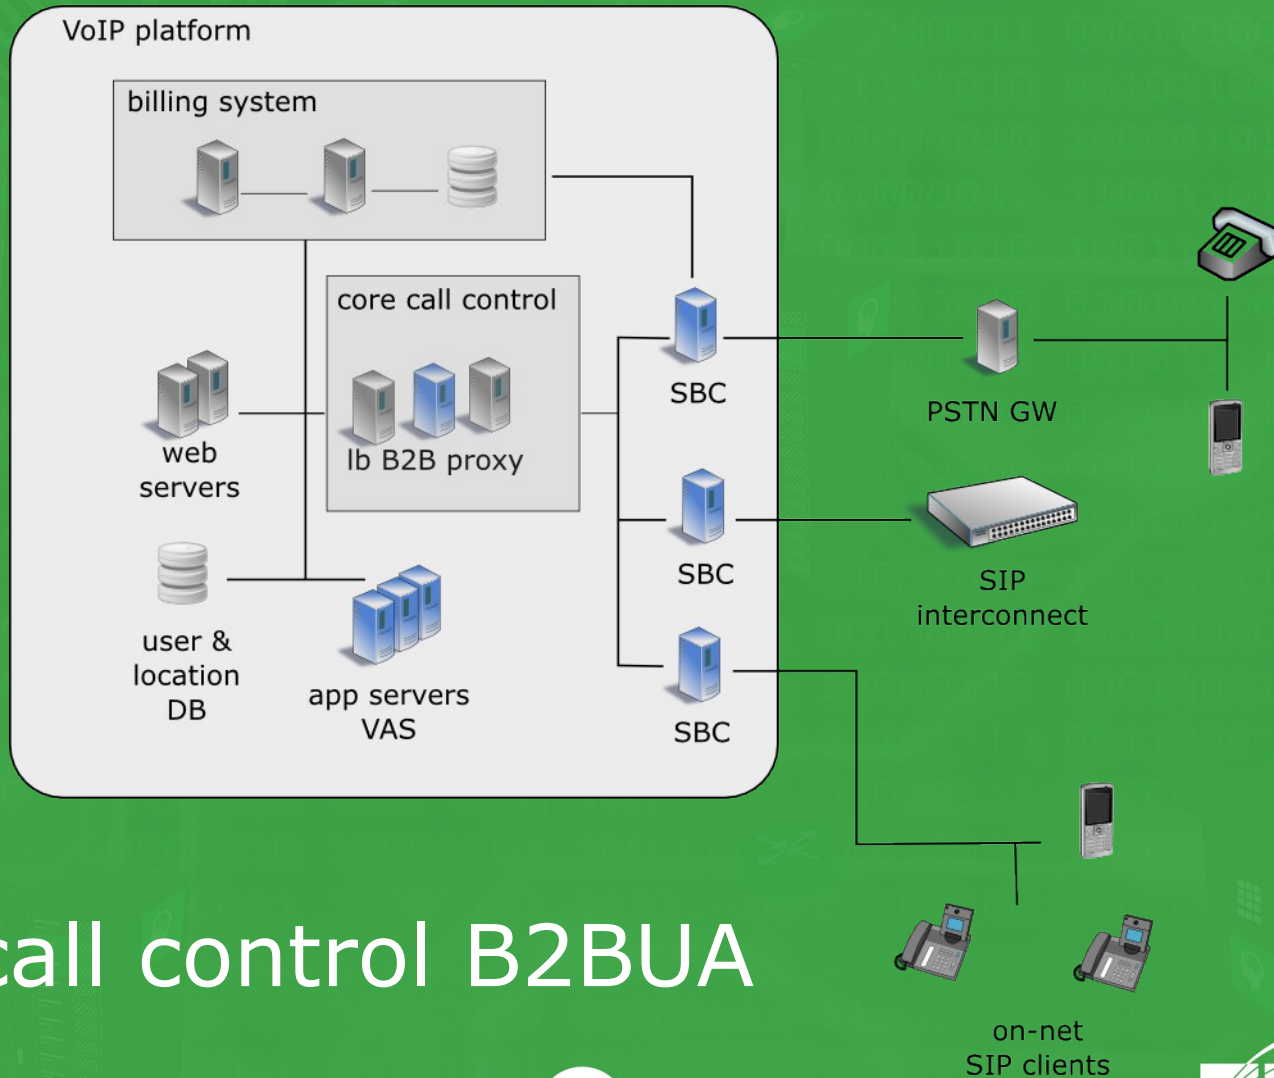 VoIP platform
billing system
core call control
lb B2B proxy
web
servers
user &
location
DB
app servers
VAS
SBC
SBC
SBC
PSTN GW
SIP
interconnect
on-net
SIP clients
call control B2BUA